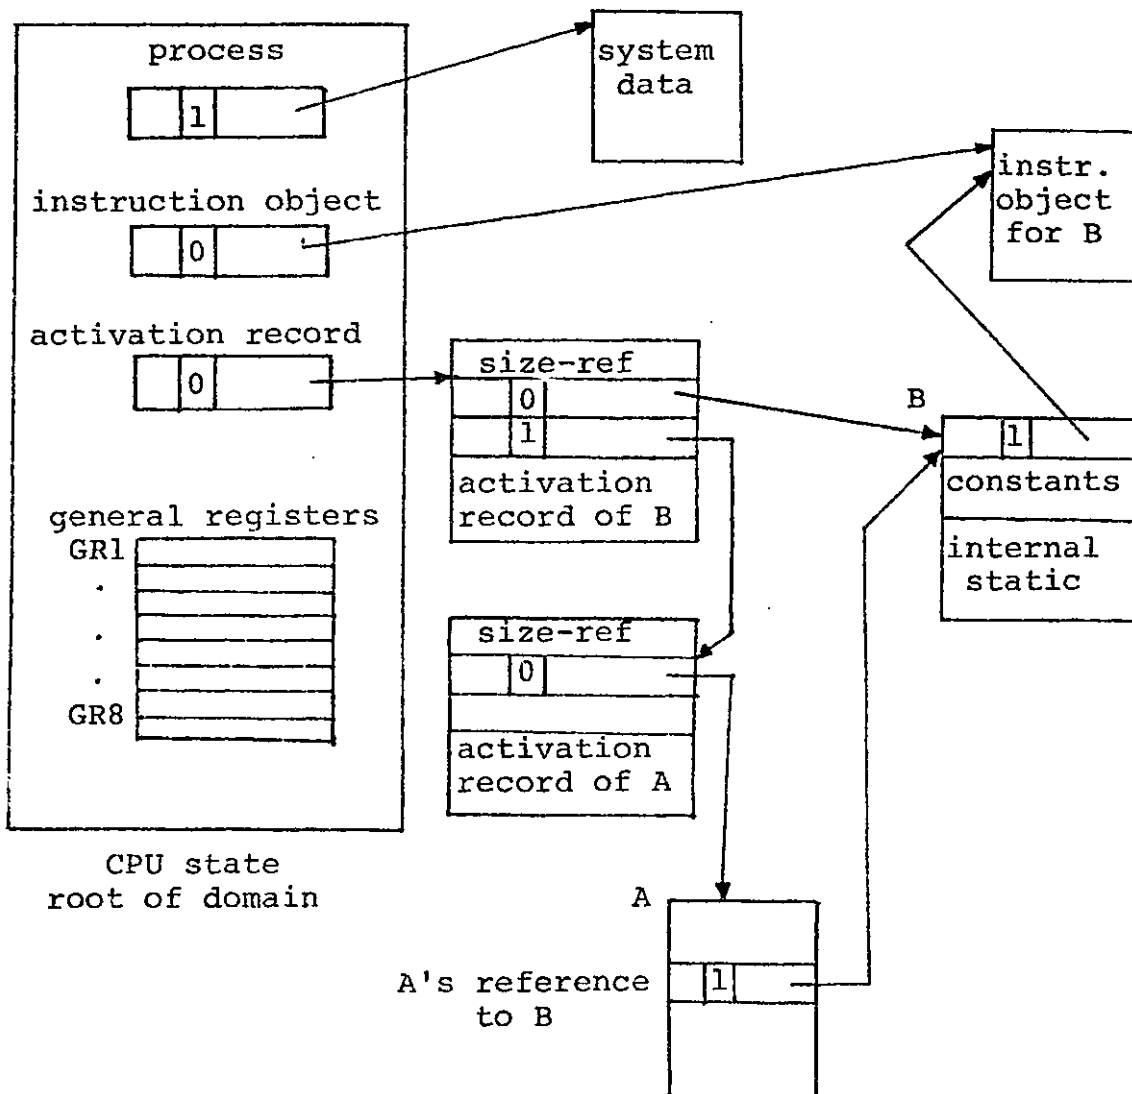 process
1
system
data
instruction object
0
instr.
object
for B
activation record
0
size-ref
0
1
activation
record of B
B
1
constants
internal
static
general registers
GR1
.
.
.
GR8
size-ref
0
activation
record of A
CPU state
root of domain
A
A's reference
to B
1